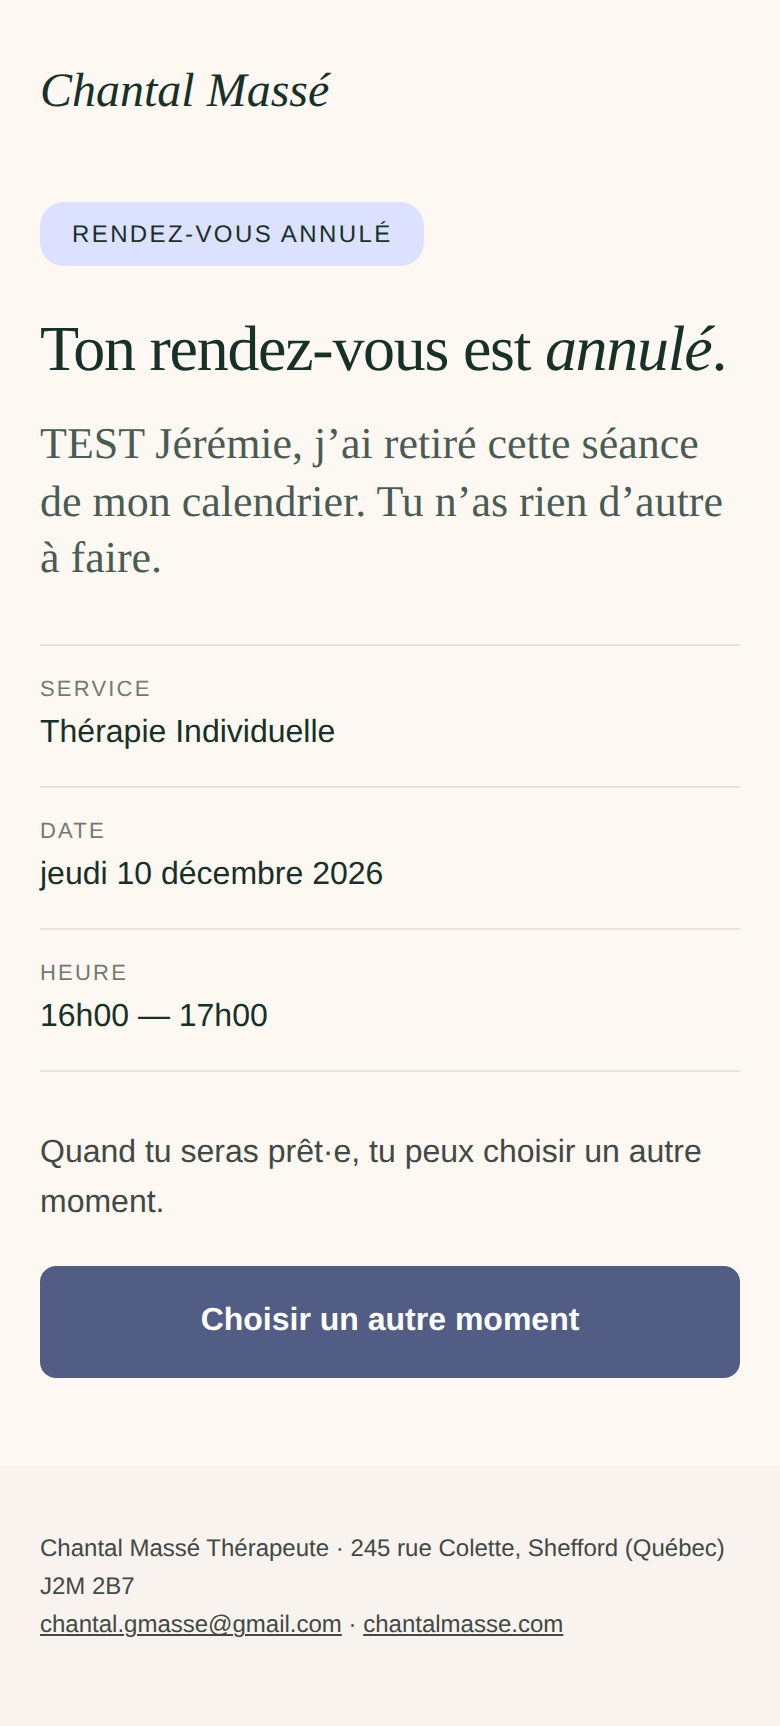 Chantal Massé
RENDEZ-VOUS ANNULÉ
Ton rendez-vous est annulé.
TEST Jérémie, j’ai retiré cette séance
de mon calendrier. Tu n’as rien d’autre
à faire.
SERVICE
Thérapie Individuelle
DATE
jeudi 10 décembre 2026
HEURE
16h00 — 17h00
Quand tu seras prêt·e, tu peux choisir un autre
moment.
Choisir un autre moment
Chantal Massé Thérapeute · 245 rue Colette, Shefford (Québec)
J2M 2B7
chantal.gmasse@gmail.com · chantalmasse.com